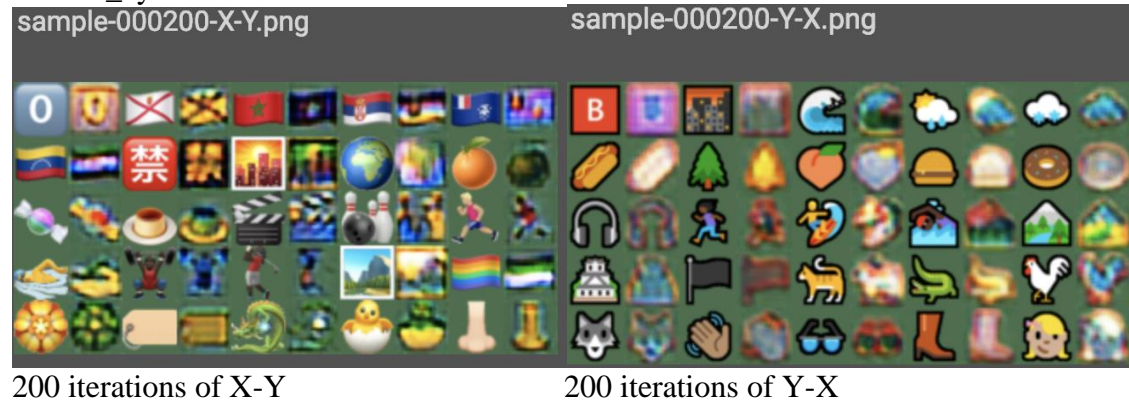 sample-000200-X-Y.png
sample-000200-Y-X.png
0
B
禁
200 iterations of X-Y
200 iterations of Y-X